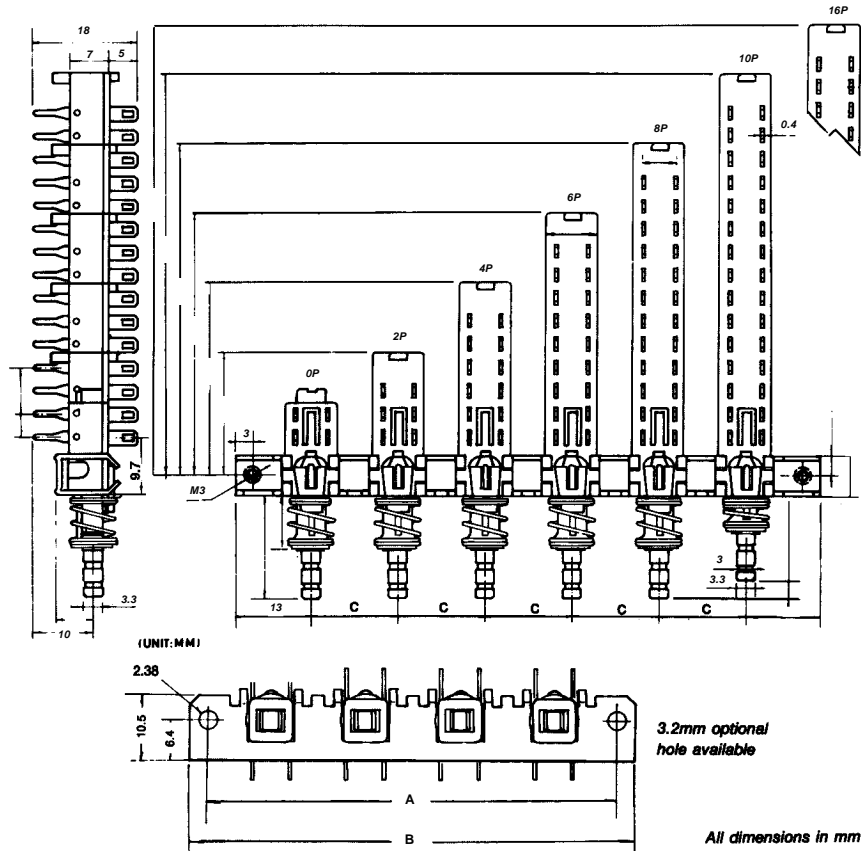 16P
18
7
5
10P
0.4
8P
6P
4P
2P
0P
3
9.7
M3
3
3.3
3.3
13
C
C
C
C
C
10
(UNIT:MM)
2.38
10.5
6.4
3.2mm optional
hole available
A
B
All dimensions in mm